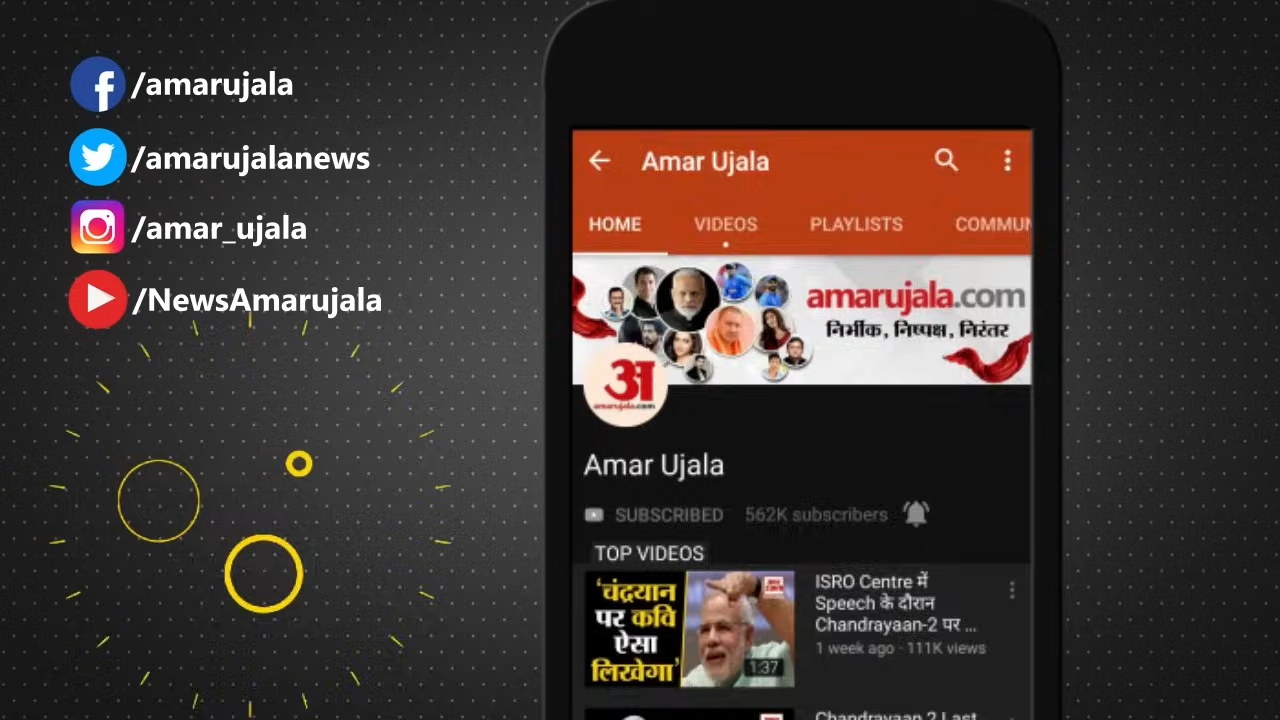 /amarujala
/amarujalanews
/amar_ujala
/NewsAmarujala
Amar Ujala
HOME VIDEOS PLAYLISTS COMMUN
amarujala.com
निर्भीक, निष्पक्ष, निरंतर
अ
amarujala.com
Amar Ujala
SUBSCRIBED 562K subscribers
TOP VIDEOS
'चंद्रयान
पर कवि
ऐसा
लिखेगा'
1:37
ISRO Centre में
Speech के दौरान
Chandrayaan-2 पर ...
1 week ago · 111K views
Chandrayaan 2 Last